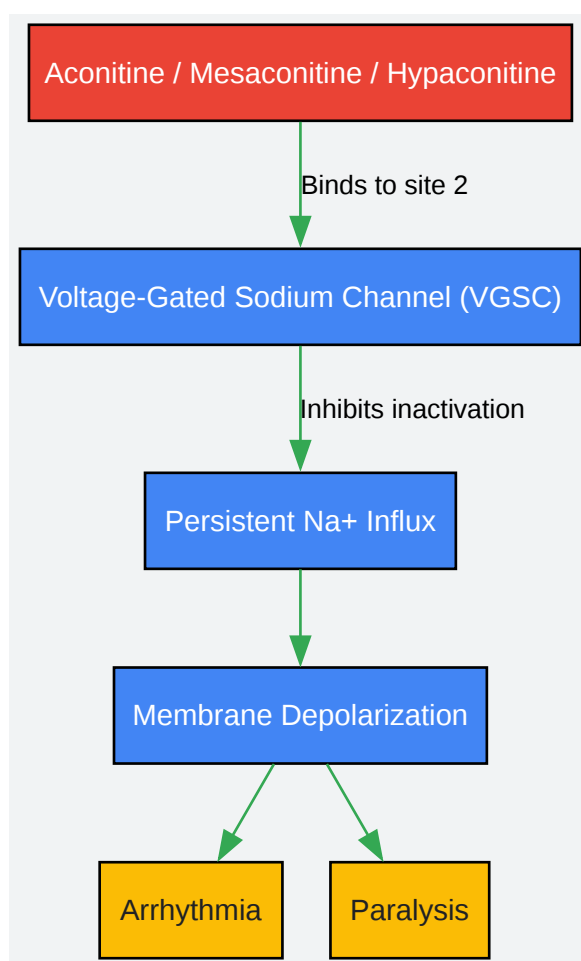 Aconitine / Mesaconitine / Hypaconitine
Binds to site 2
Voltage-Gated Sodium Channel (VGSC)
Inhibits inactivation
Persistent Na+ Influx
Membrane Depolarization
Arrhythmia
Paralysis